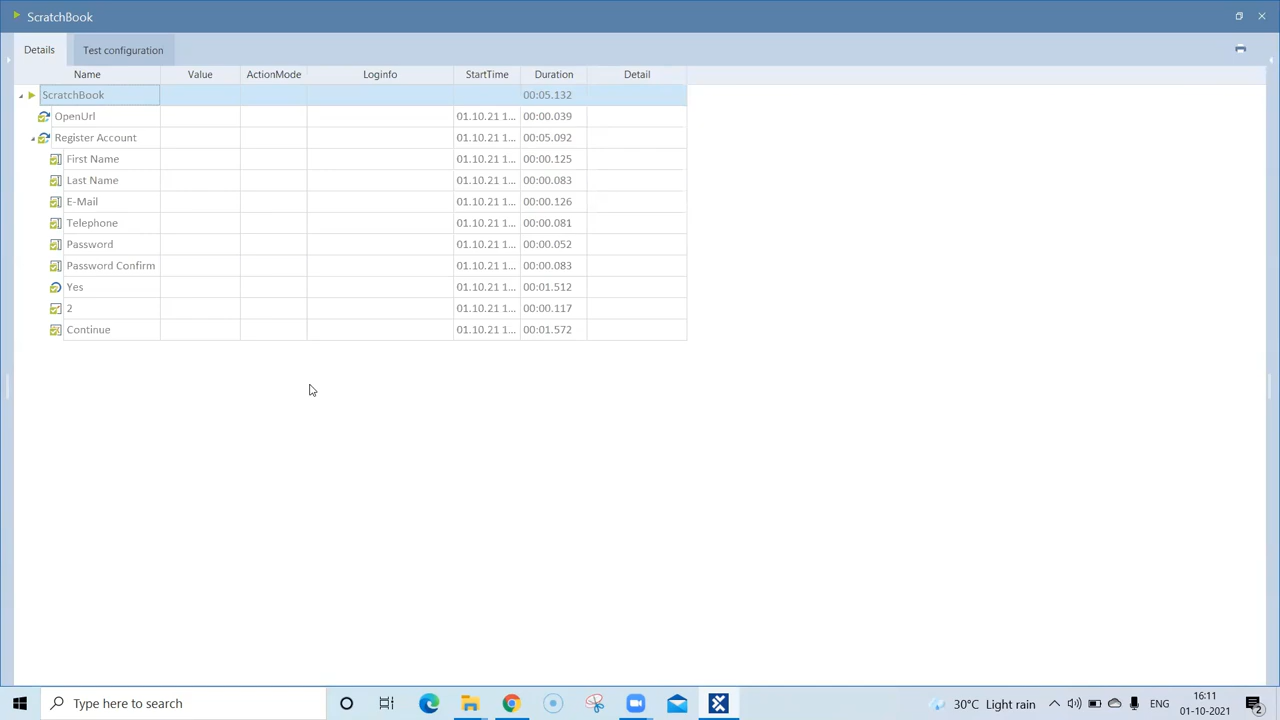 ScratchBook
Details Test configuration
Name Value ActionMode Loginfo StartTime Duration Detail
ScratchBook 00:05.132
OpenUrl 01.10.21 1... 00:00.039
Register Account 01.10.21 1... 00:05.092
First Name 01.10.21 1... 00:00.125
Last Name 01.10.21 1... 00:00.083
E-Mail 01.10.21 1... 00:00.126
Telephone 01.10.21 1... 00:00.081
Password 01.10.21 1... 00:00.052
Password Confirm 01.10.21 1... 00:00.083
Yes 01.10.21 1... 00:01.512
2 01.10.21 1... 00:00.117
Continue 01.10.21 1... 00:01.572
Type here to search 30°C Light rain ENG 16:11
01-10-2021 2